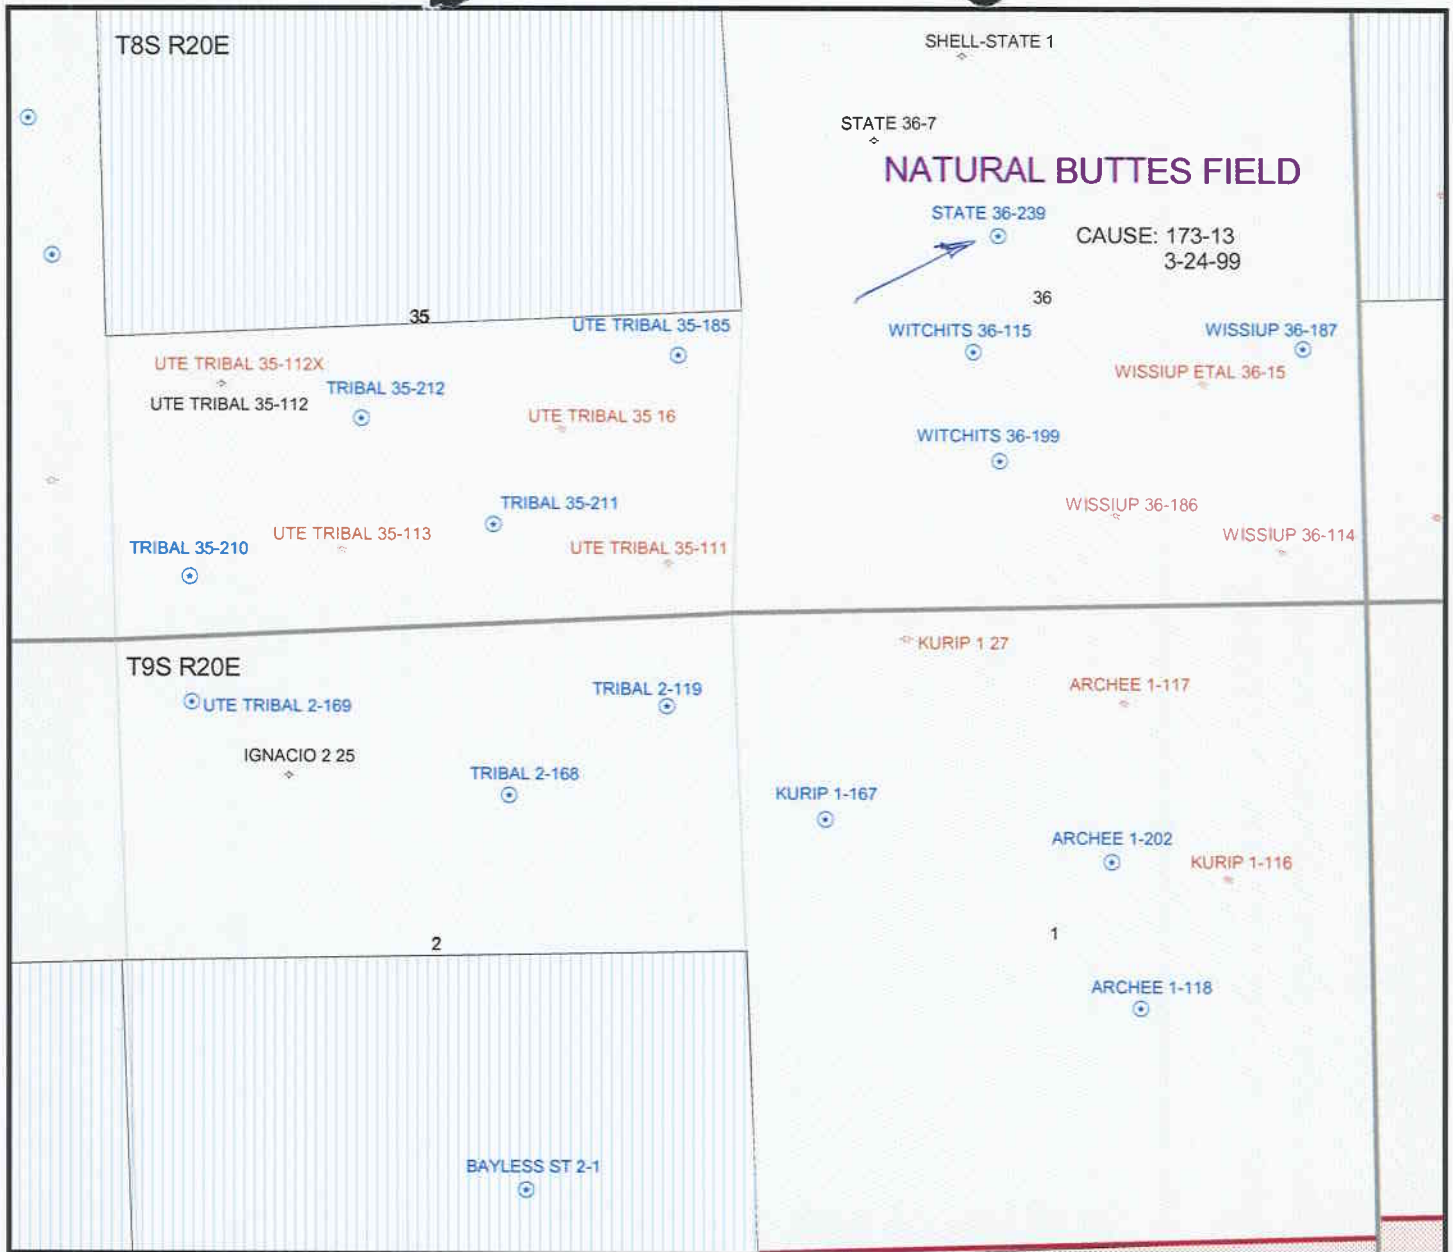 T8S R20E
SHELL-STATE 1
STATE 36-7
NATURAL BUTTES FIELD
STATE 36-239
CAUSE: 173-13
3-24-99
36
35
UTE TRIBAL 35-185
WITCHITS 36-115
WISSIUP 36-187
UTE TRIBAL 35-112X
TRIBAL 35-212
UTE TRIBAL 35-112
UTE TRIBAL 35 16
WISSIUP ETAL 36-15
WITCHITS 36-199
TRIBAL 35-211
WISSIUP 36-186
UTE TRIBAL 35-113
TRIBAL 35-210
UTE TRIBAL 35-111
WISSIUP 36-114
T9S R20E
KURIP 1 27
UTE TRIBAL 2-169
TRIBAL 2-119
ARCHEE 1-117
IGNACIO 2 25
TRIBAL 2-168
KURIP 1-167
ARCHEE 1-202
KURIP 1-116
2
1
ARCHEE 1-118
BAYLESS ST 2-1